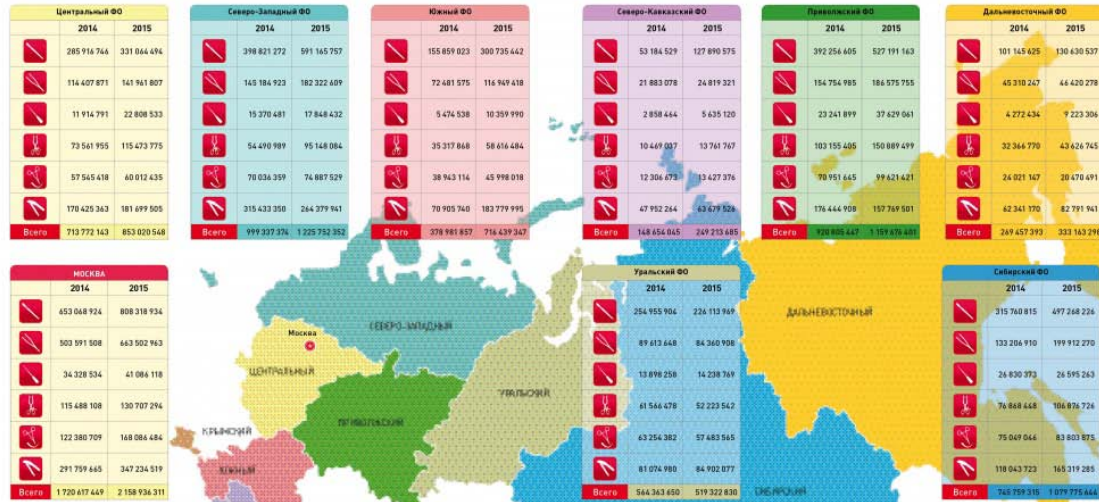 Центральный ФО
2014 2015
285 916 746 331 064 494
114 407 871 141 961 807
11 914 791 22 808 533
73 561 955 115 473 775
57 545 618 60 012 435
170 425 363 181 699 505
Всего 713 772 143 853 020 548
Северо-Западный ФО
2014 2015
398 821 272 591 165 757
145 184 923 182 322 609
15 370 481 17 848 432
54 490 989 95 148 084
70 036 359 74 887 529
315 433 350 264 379 941
Всего 999 337 374 1 225 752 352
Южный ФО
2014 2015
155 859 023 300 735 442
72 481 575 116 949 418
5 474 538 10 359 990
35 317 868 58 616 484
38 943 114 45 998 018
70 905 740 183 779 995
Всего 378 981 857 716 439 347
Северо-Кавказский ФО
2014 2015
53 184 529 127 890 575
21 883 078 24 819 321
2 858 464 5 635 120
10 469 037 13 761 767
12 306 673 13 427 376
47 952 264 63 679 526
Всего 148 654 045 249 213 685
Приволжский ФО
2014 2015
392 256 605 527 191 163
154 754 985 186 575 755
23 241 899 37 629 061
103 155 405 150 889 499
70 951 645 99 621 421
176 444 908 157 769 501
Всего 920 805 447 1 159 676 401
Дальневосточный ФО
2014 2015
101 145 625 130 630 537
45 310 247 46 420 278
4 272 434 9 223 306
32 366 770 43 626 745
24 021 147 20 470 491
62 341 170 82 791 941
Всего 269 457 393 333 163 298
МОСКВА
2014 2015
653 068 924 808 318 934
503 591 508 663 502 963
34 328 534 41 086 118
115 488 108 130 707 294
122 380 709 168 086 484
291 759 665 347 234 519
Всего 1 720 617 449 2 158 936 311
Москва
СЕВЕРО-ЗАПАДНЫЙ
ЦЕНТРАЛЬНЫЙ
УРАЛЬСКИЙ
КРЫМСКИЙ
ПРИВОЛЖСКИЙ
ЮЖНЫЙ
Уральский ФО
2014 2015
254 955 904 226 113 969
89 613 648 84 360 908
13 898 258 14 238 769
61 566 478 52 223 542
63 254 382 57 483 565
81 074 980 84 902 077
Всего 564 363 650 519 322 830
ДАЛЬНЕВОСТОЧНЫЙ
СИБИРСКИЙ
Сибирский ФО
2014 2015
315 760 815 497 268 226
133 206 910 199 912 270
26 830 373 26 595 263
76 868 448 106 876 726
75 049 046 83 803 875
118 043 723 165 319 285
Всего 745 759 315 1 079 775 646